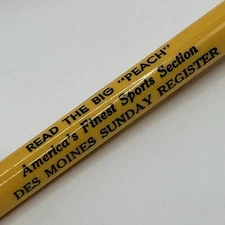 READ THE BIG "PEACH"
America's Finest Sports Section
DES MOINES SUNDAY REGISTER